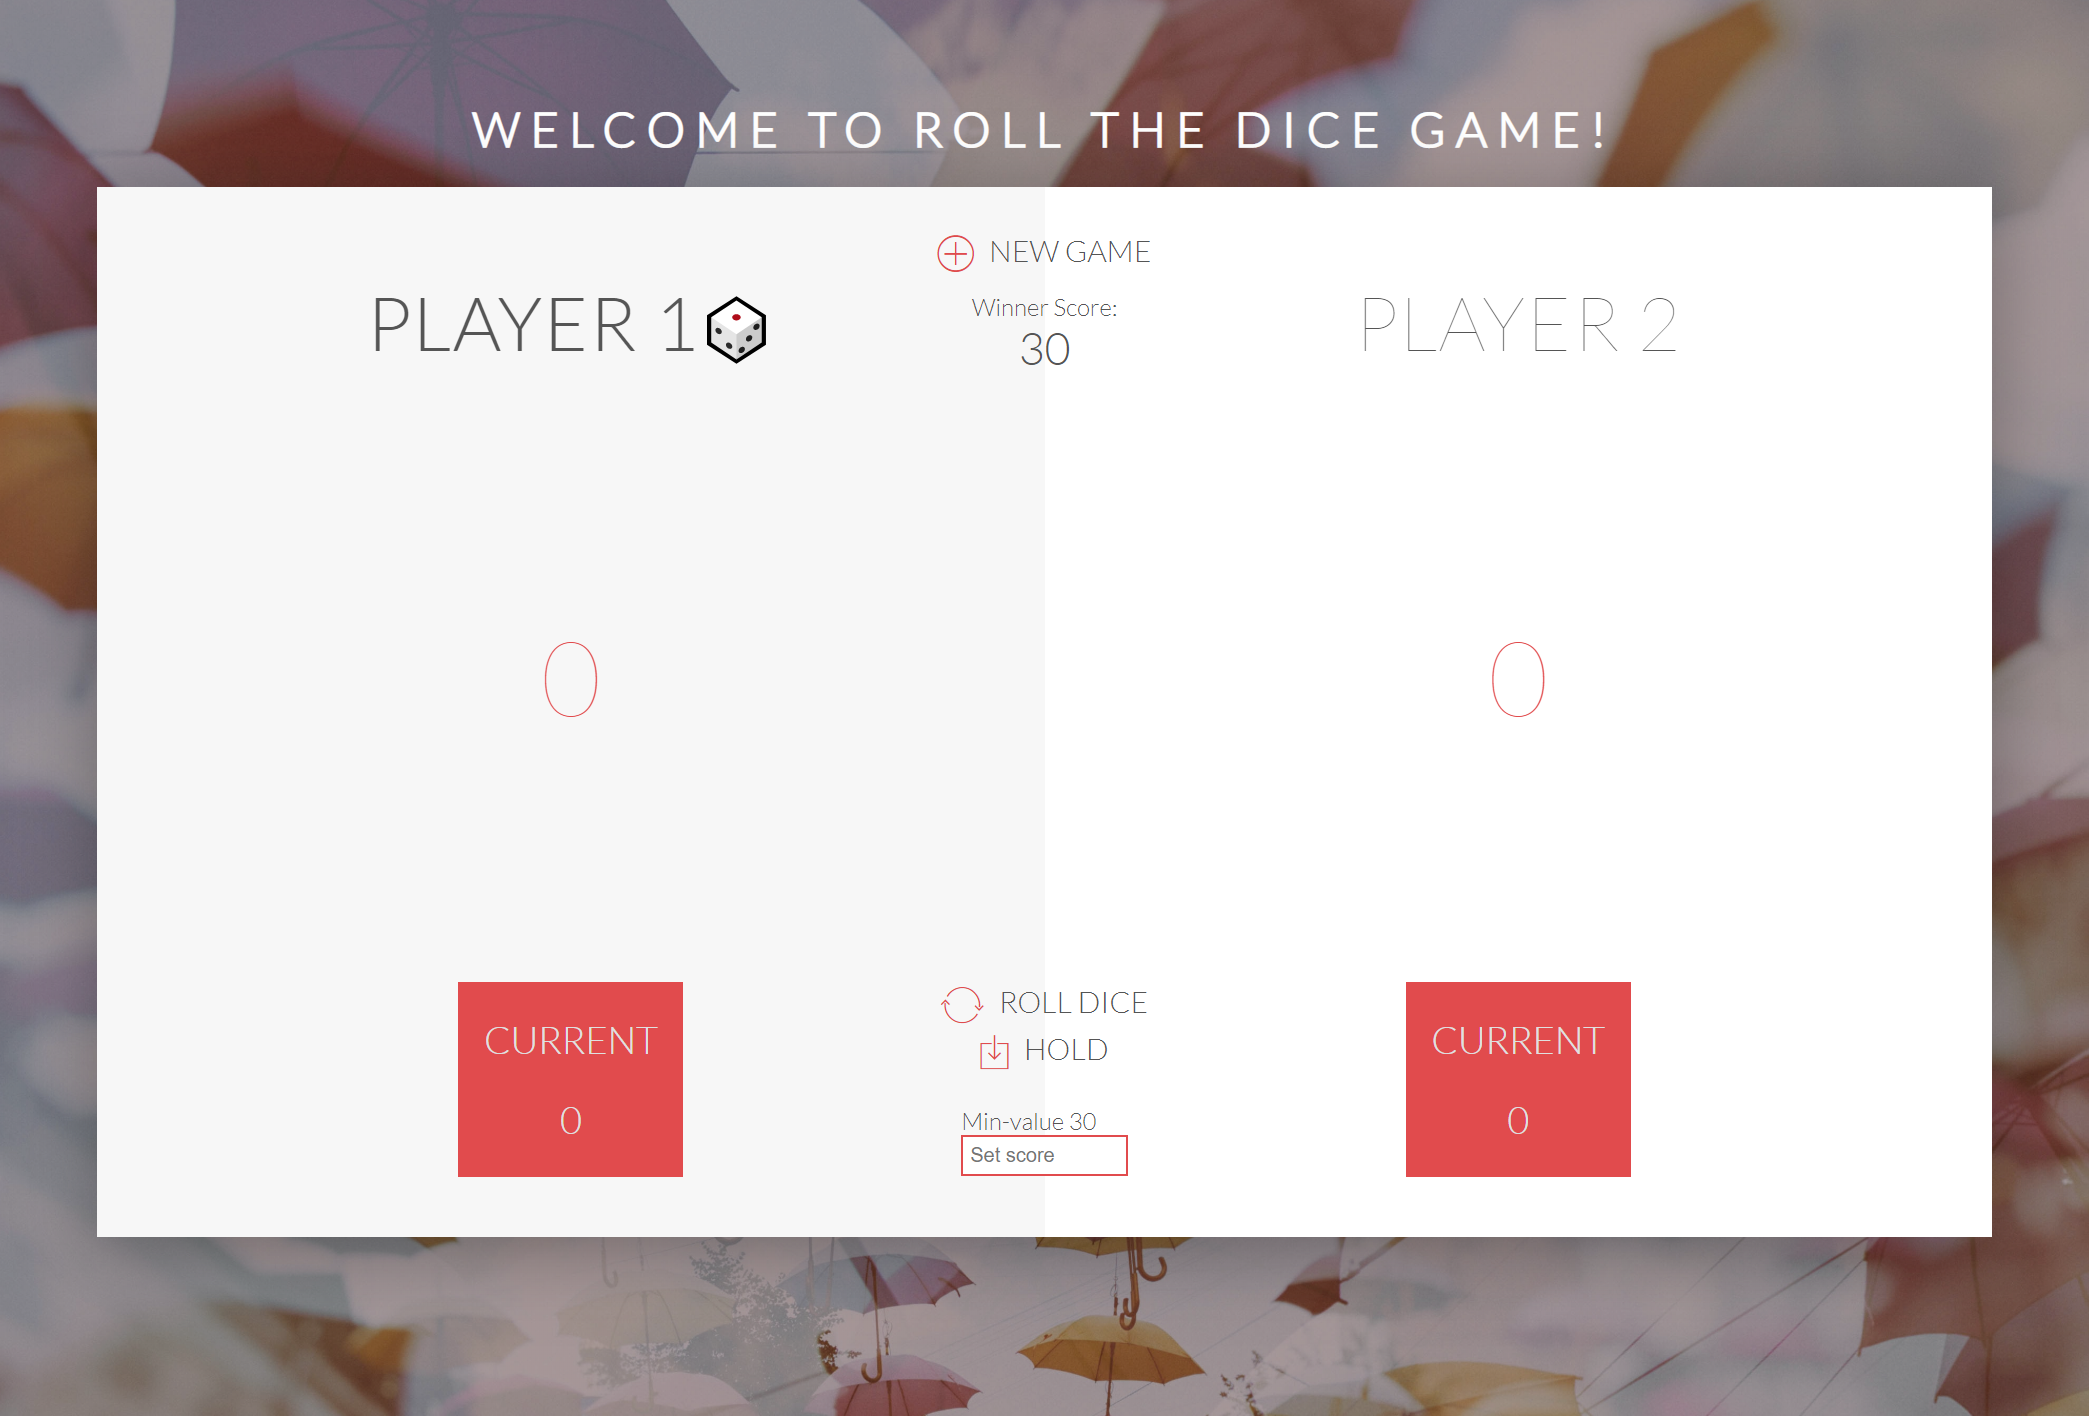 WELCOME TO ROLL THE DICE GAME!
NEW GAME
Winner Score:
30
PLAYER 1
PLAYER 2
0
0
CURRENT
0
ROLL DICE
HOLD
Min-value 30
Set score
CURRENT
0